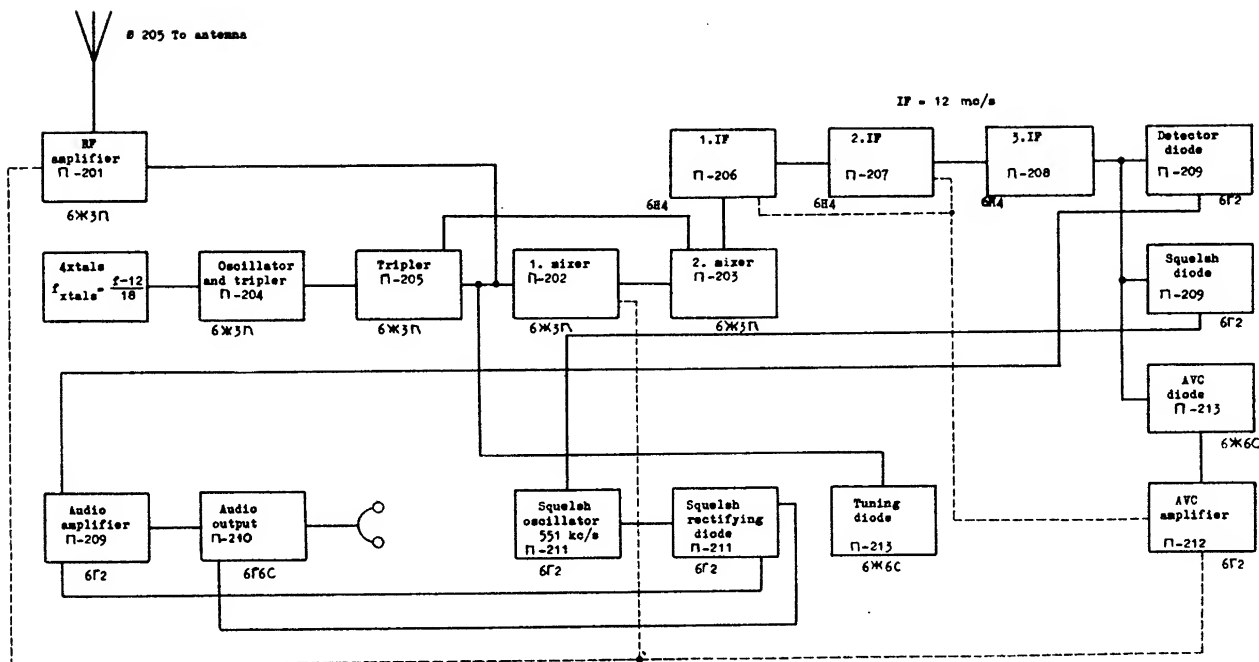 ø 205 To antenna
IF = 12 mc/s
RF
amplifier
П-201
6Ж3П
1.IF
П-206
6H4
2.IF
П-207
6H4
3.IF
П-208
6K4
Detector
diode
П-209
6Г2
4xtals
fxtals= f-12
18
Oscillator
and tripler
П-204
6Ж3П
Tripler
П-205
6Ж3П
1. mixer
П-202
6Ж3П
2. mixer
П-203
6Ж3П
Squelsh
diode
П-209
6Г2
AVC
diode
П-213
6Ж6С
Audio
amplifier
П-209
6Г2
Audio
output
П-210
6Г6С
Squelsh
oscillator
551 kc/s
П-211
6Г2
Squelsh
rectifying
diode
П-211
6Г2
Tuning
diode
П-213
6Ж6С
AVC
amplifier
П-212
6Г2